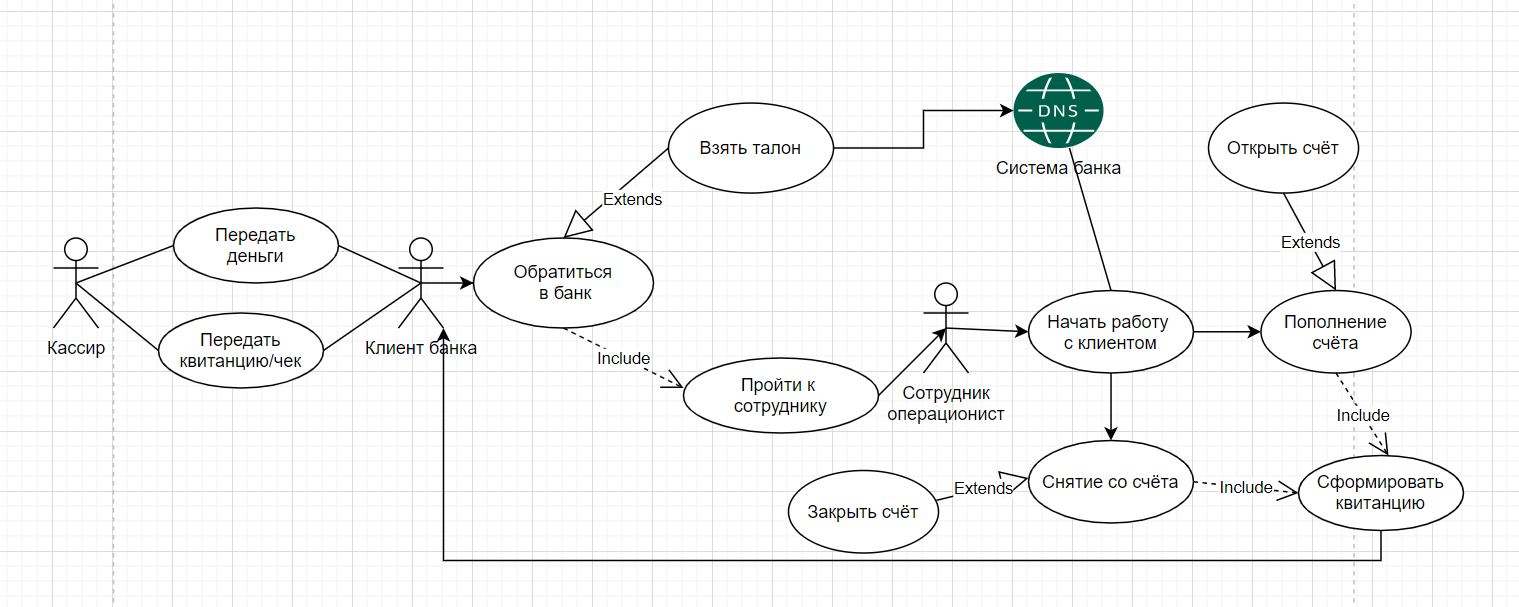 DNS
Система банка
Взять талон
Открыть счёт
Extends
Extends
Передать
деньги
Обратиться
в банк
Кассир
Передать
квитанцию/чек
Клиент банка
Include
Пройти к
сотруднику
Сотрудник
операционист
Начать работу
с клиентом
Пополнение
счёта
Include
Закрыть счёт
Extends
Снятие со счёта
Include
Сформировать
квитанцию